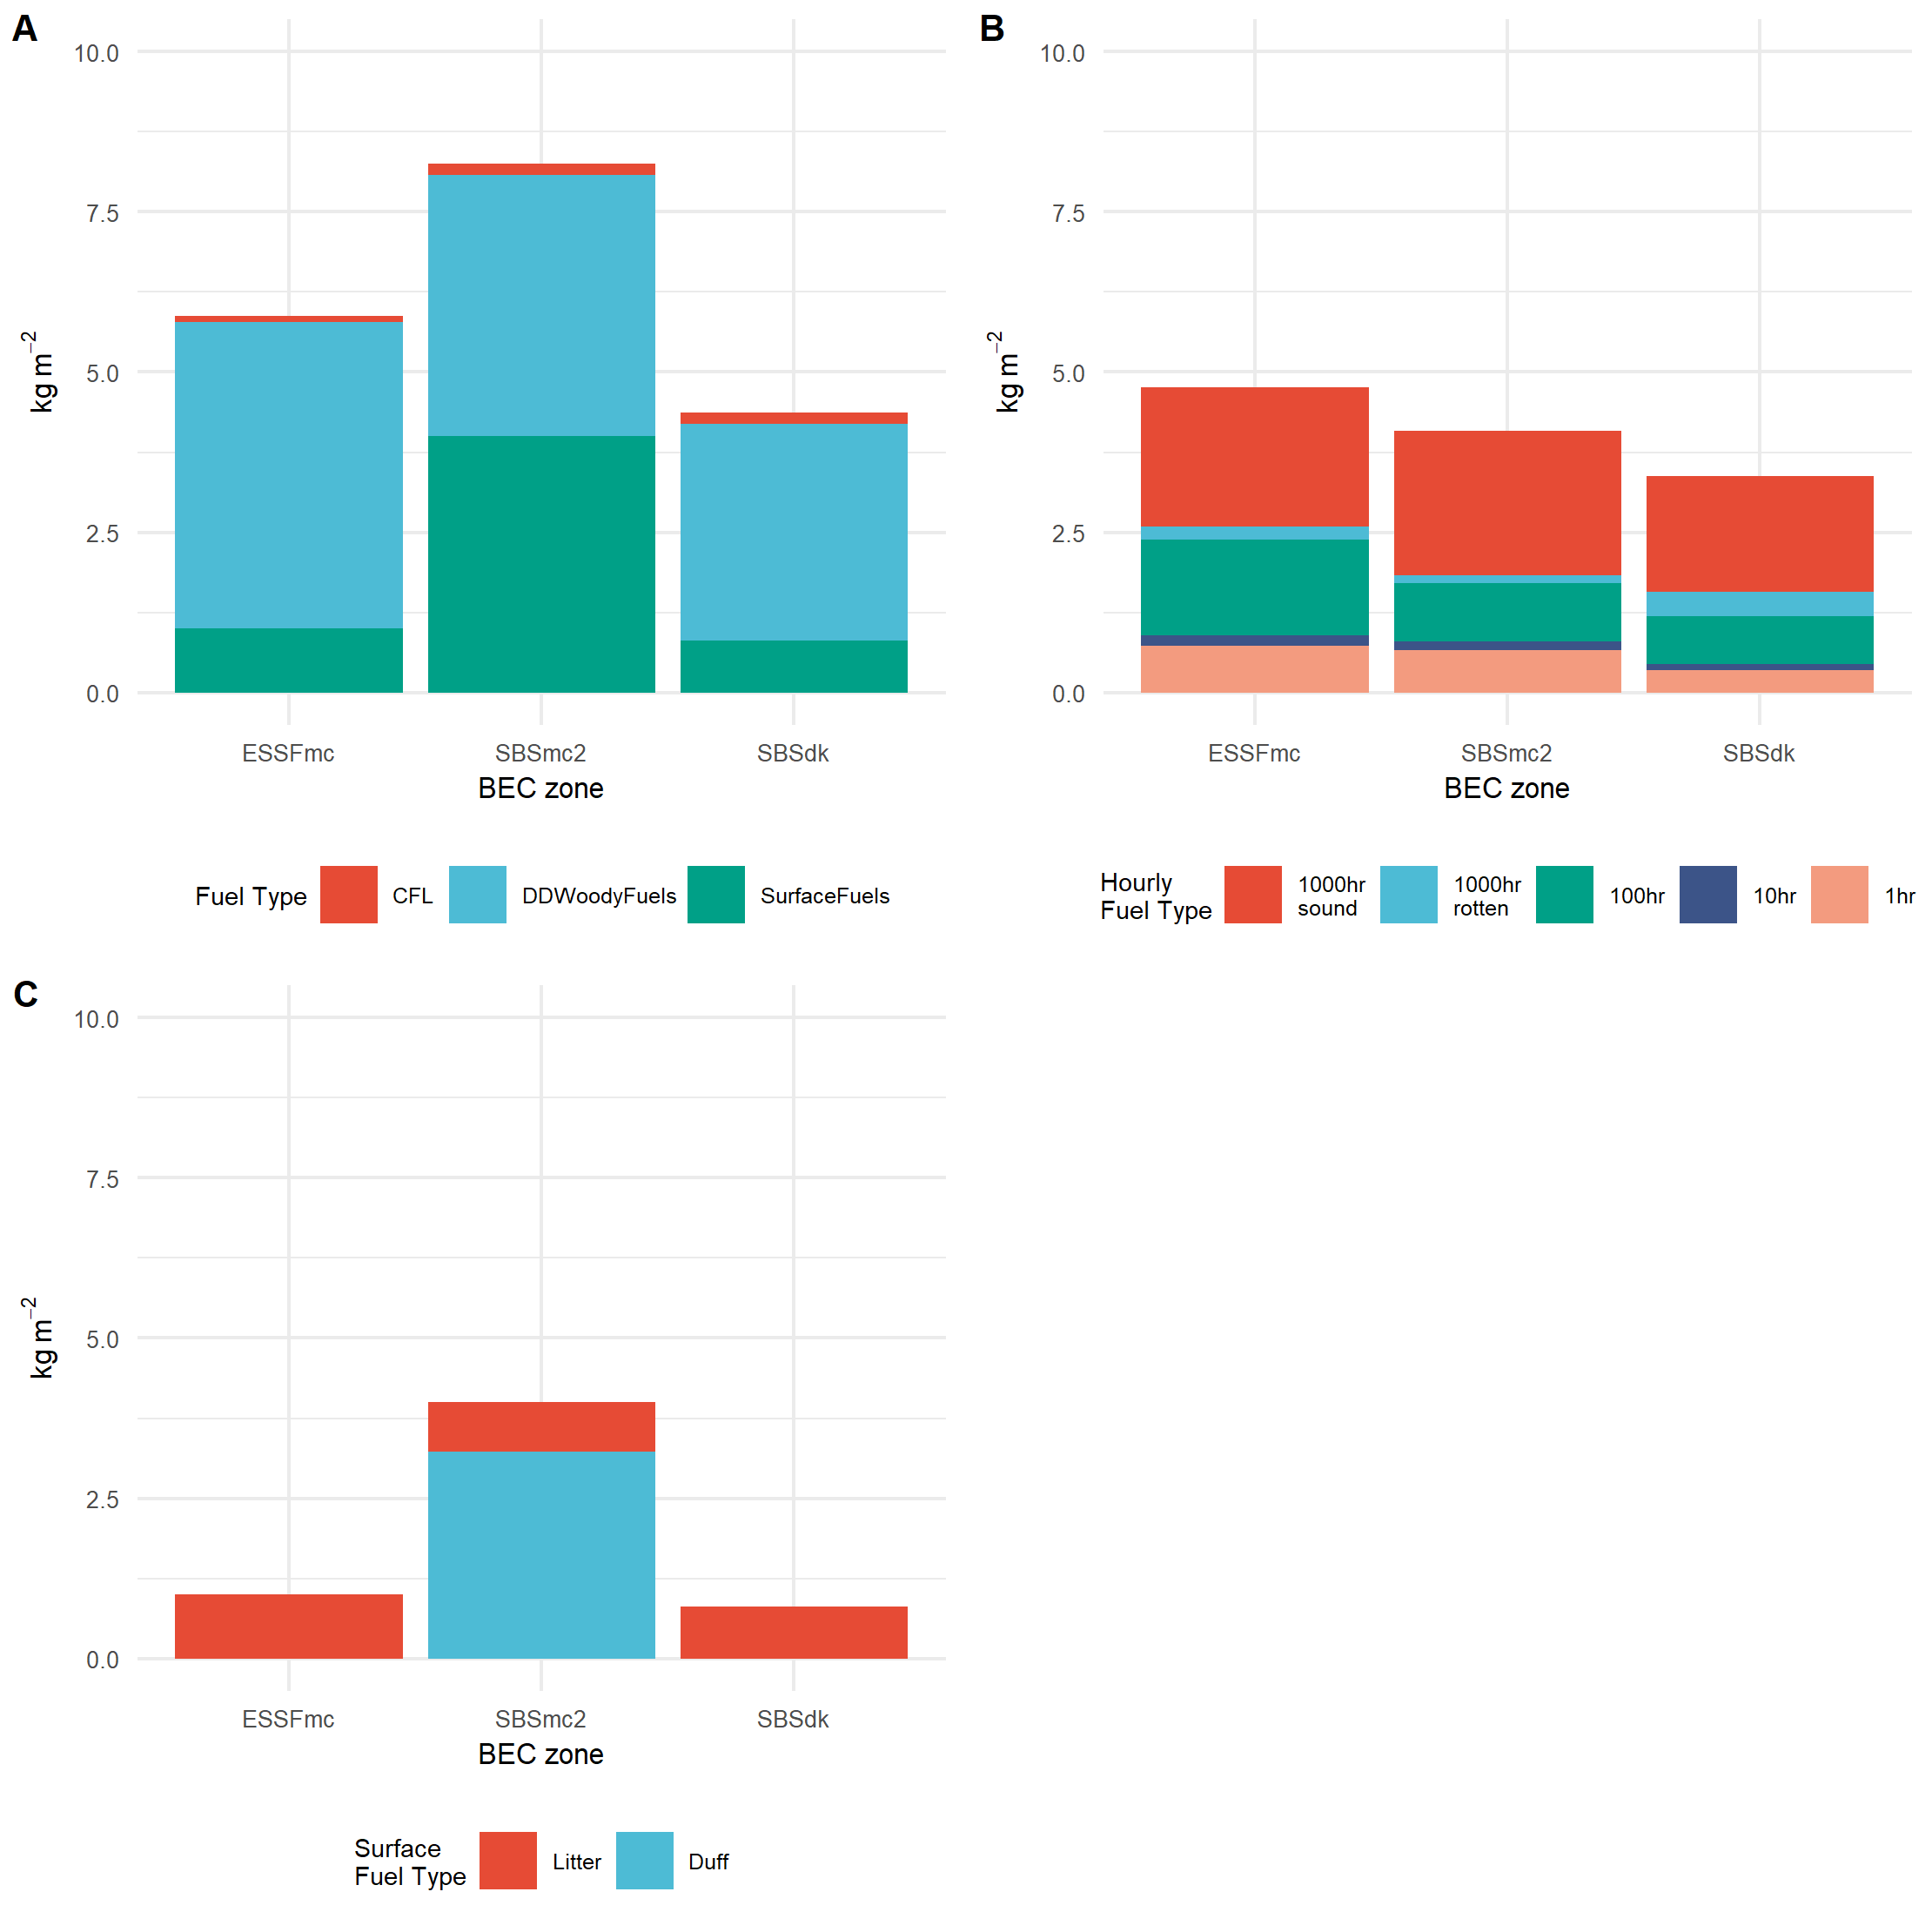 A
10.0
7.5
5.0
2.5
0.0
kg m−2
ESSFmc SBSmc2 SBSdk
BEC zone
Fuel Type CFL DDWoodyFuels SurfaceFuels
B
10.0
7.5
5.0
2.5
0.0
kg m−2
ESSFmc SBSmc2 SBSdk
BEC zone
Hourly
Fuel Type
1000hr
sound
1000hr
rotten
100hr
10hr
1hr
C
10.0
7.5
5.0
2.5
0.0
kg m−2
ESSFmc SBSmc2 SBSdk
BEC zone
Surface
Fuel Type
Litter
Duff